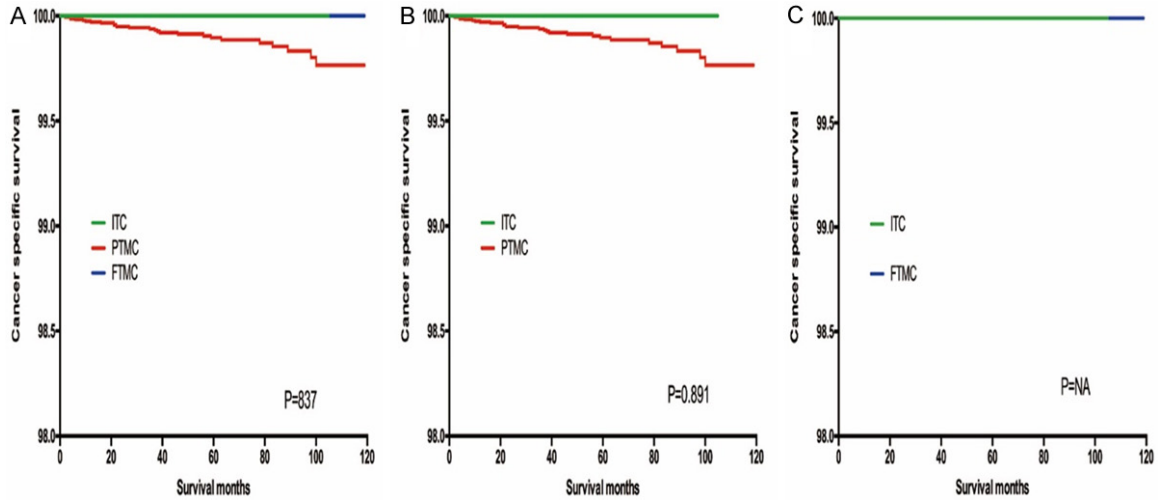 A
Cancer specific survival
100.0
99.5
99.0
98.5
98.0
ITC
PTMC
FTMC
P=837
0 20 40 60 80 100 120
Survival months
B
Cancer specific survival
100.0
99.5
99.0
98.5
98.0
ITC
PTMC
P=0.891
0 20 40 60 80 100 120
Survival months
C
Cancer specific survival
100.0
99.5
99.0
98.5
98.0
ITC
FTMC
P=NA
0 20 40 60 80 100 120
Survival months